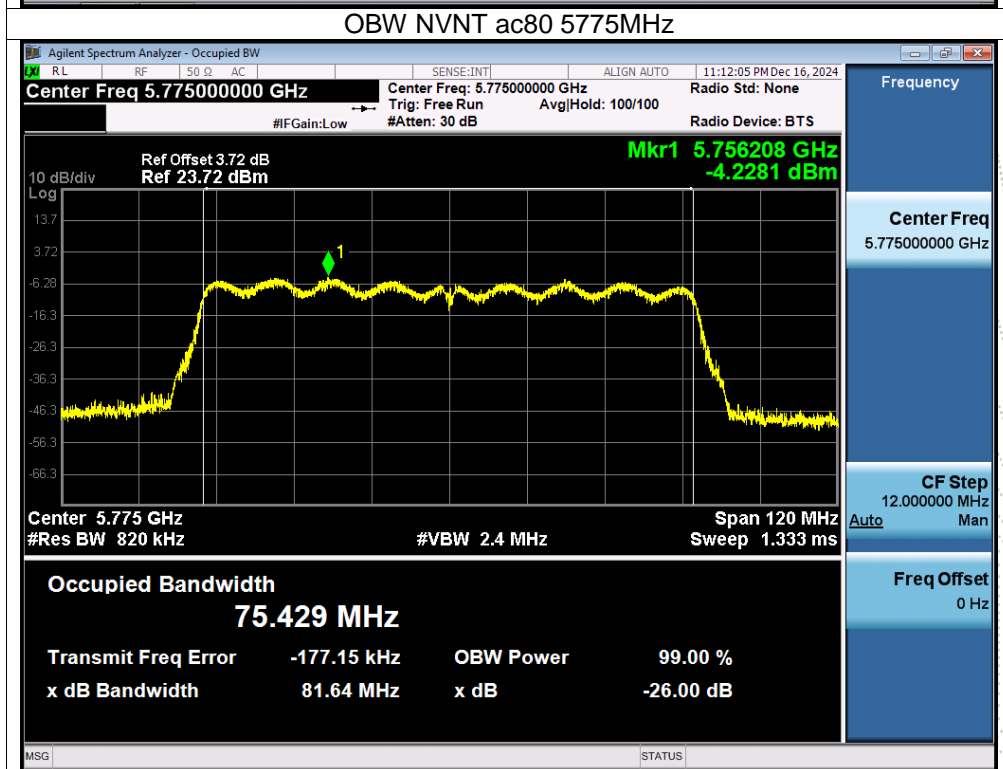 OBW NVNT ac80 5775MHz
Agilent Spectrum Analyzer - Occupied BW
LXI RL RF 50 Ω AC SENSE:INT ALIGN AUTO 11:12:05 PM Dec 16, 2024
Center Freq 5.775000000 GHz Center Freq: 5.775000000 GHz Radio Std: None
Trig: Free Run Avg|Hold: 100/100
#IFGain:Low #Atten: 30 dB Radio Device: BTS
Frequency
Mkr1 5.756208 GHz
-4.2281 dBm
Ref Offset 3.72 dB
10 dB/div Ref 23.72 dBm
Log
13.7
3.72
-6.28
-16.3
-26.3
-36.3
-46.3
-56.3
-66.3
1
Center 5.775 GHz Span 120 MHz
#Res BW 820 kHz #VBW 2.4 MHz Sweep 1.333 ms
Center Freq
5.775000000 GHz
CF Step
12.000000 MHz
Auto Man
Freq Offset
0 Hz
Occupied Bandwidth
75.429 MHz
Transmit Freq Error -177.15 kHz OBW Power 99.00 %
x dB Bandwidth 81.64 MHz x dB -26.00 dB
MSG STATUS